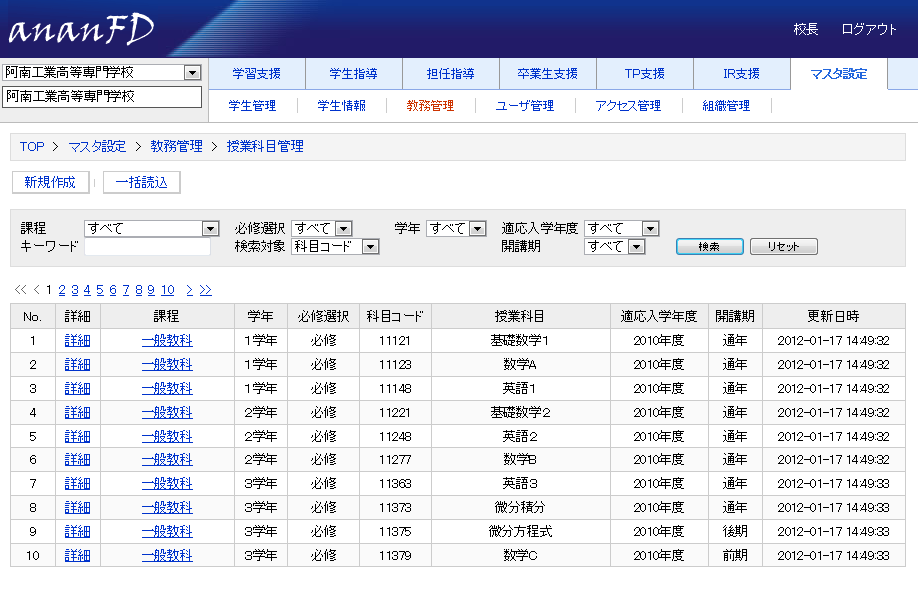 ananFD
校長 ログアウト
阿南工業高等専門学校
学習支援 学生指導 担任指導 卒業生支援 TP支援 IR支援 マスタ設定
阿南工業高等専門学校
学生管理 学生情報 教務管理 ユーザ管理 アクセス管理 組織管理
TOP > マスタ設定 > 教務管理 > 授業科目管理
新規作成 一括読込
課程 すべて 必修選択 すべて 学年 すべて 適応入学年度 すべて
キーワード 検索対象 科目コード 開講期 すべて 検索 リセット
<< < 1 2 3 4 5 6 7 8 9 10 > >>
No. 詳細 課程 学年 必修選択 科目コード 授業科目 適応入学年度 開講期 更新日時
1 詳細 一般教科 1学年 必修 11121 基礎数学1 2010年度 通年 2012-01-17 14:49:32
2 詳細 一般教科 1学年 必修 11123 数学A 2010年度 通年 2012-01-17 14:49:32
3 詳細 一般教科 1学年 必修 11148 英語1 2010年度 通年 2012-01-17 14:49:32
4 詳細 一般教科 2学年 必修 11221 基礎数学2 2010年度 通年 2012-01-17 14:49:32
5 詳細 一般教科 2学年 必修 11248 英語2 2010年度 通年 2012-01-17 14:49:32
6 詳細 一般教科 2学年 必修 11277 数学B 2010年度 通年 2012-01-17 14:49:32
7 詳細 一般教科 3学年 必修 11363 英語3 2010年度 通年 2012-01-17 14:49:33
8 詳細 一般教科 3学年 必修 11373 微分積分 2010年度 通年 2012-01-17 14:49:33
9 詳細 一般教科 3学年 必修 11375 微分方程式 2010年度 後期 2012-01-17 14:49:33
10 詳細 一般教科 3学年 必修 11379 数学C 2010年度 前期 2012-01-17 14:49:33